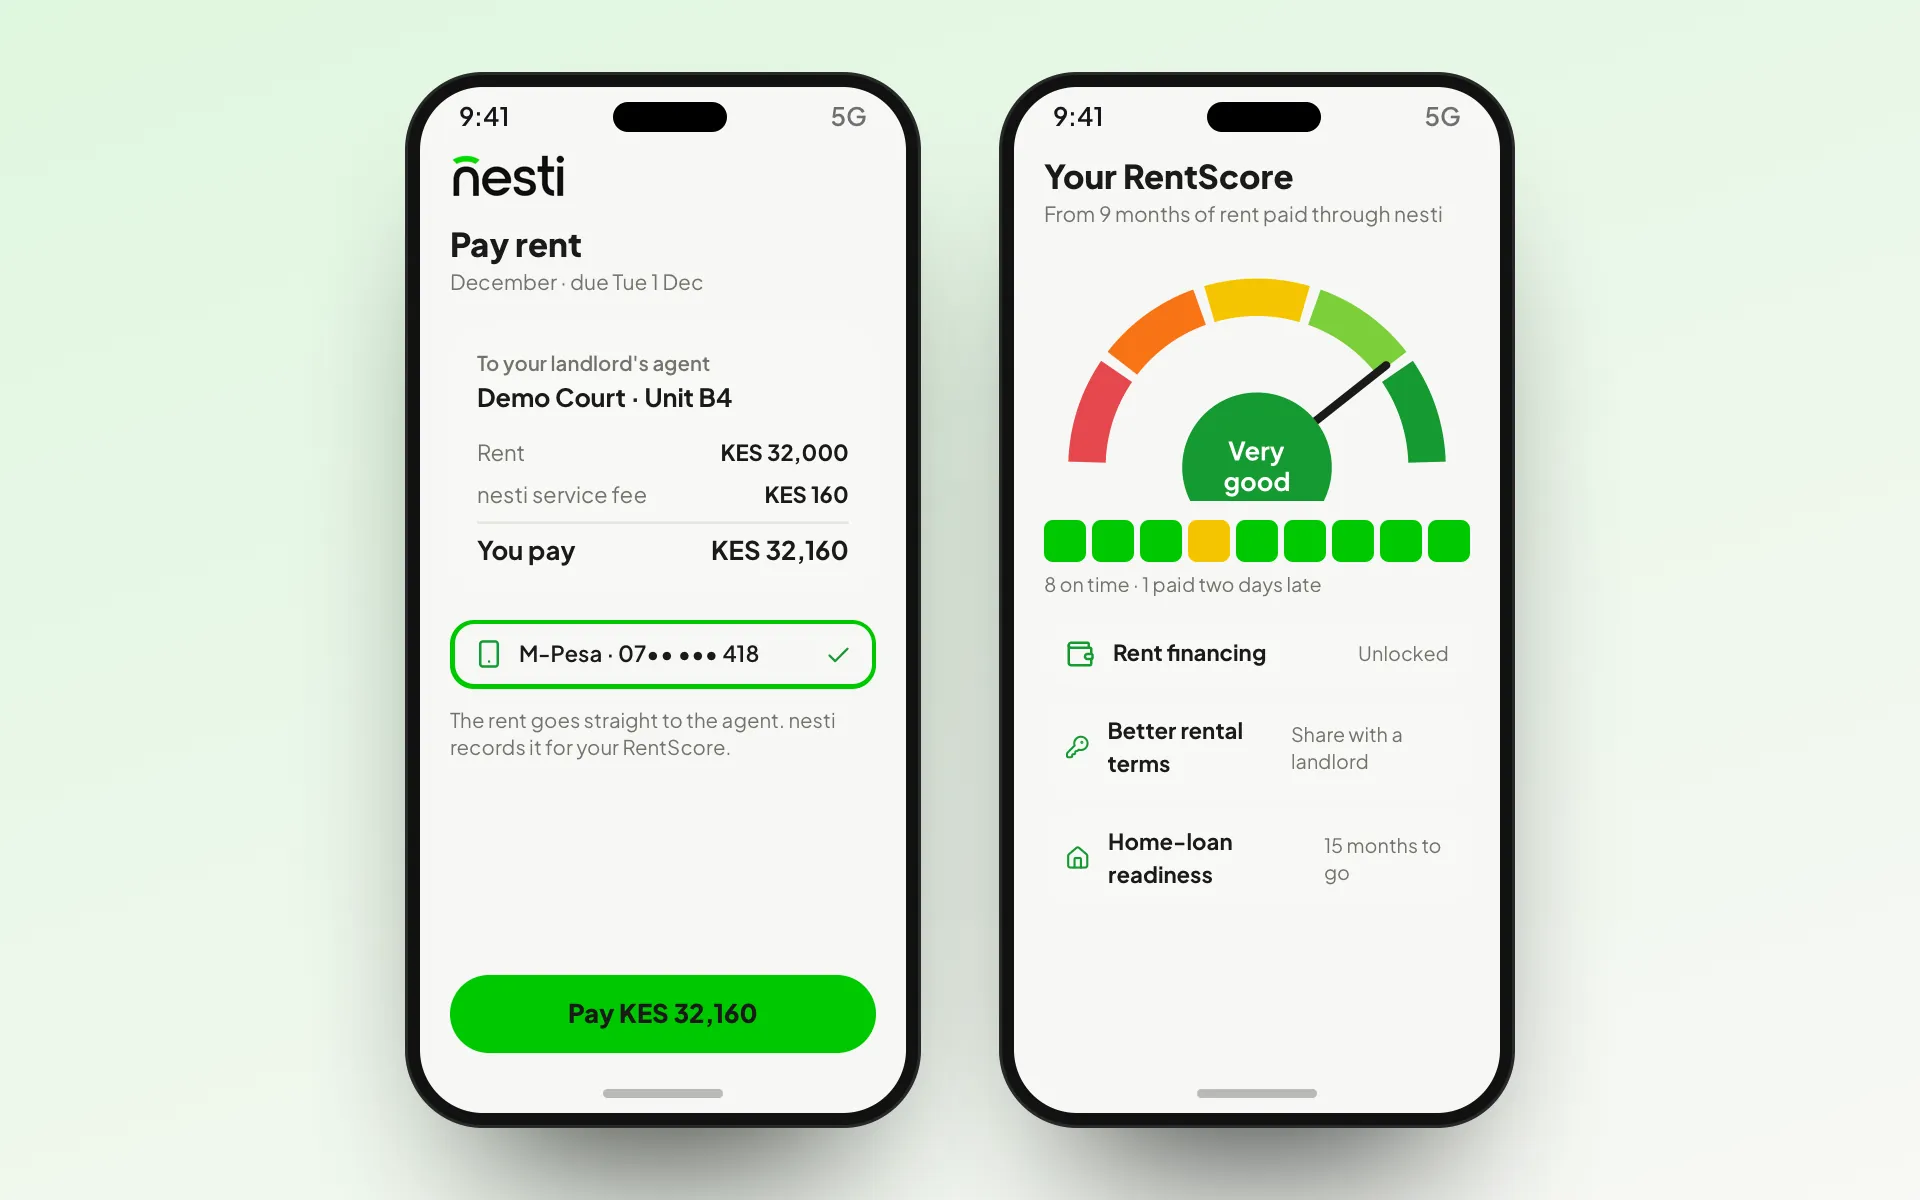 9:41
5G
nesti
Pay rent
December · due Tue 1 Dec
To your landlord's agent
Demo Court · Unit B4
Rent KES 32,000
nesti service fee KES 160
You pay KES 32,160
M-Pesa · 07●● ●●● 418
The rent goes straight to the agent. nesti
records it for your RentScore.
Pay KES 32,160
9:41
5G
Your RentScore
From 9 months of rent paid through nesti
Very
good
8 on time · 1 paid two days late
Rent financing
Unlocked
Better rental
terms
Share with a
landlord
Home-loan
readiness
15 months to
go